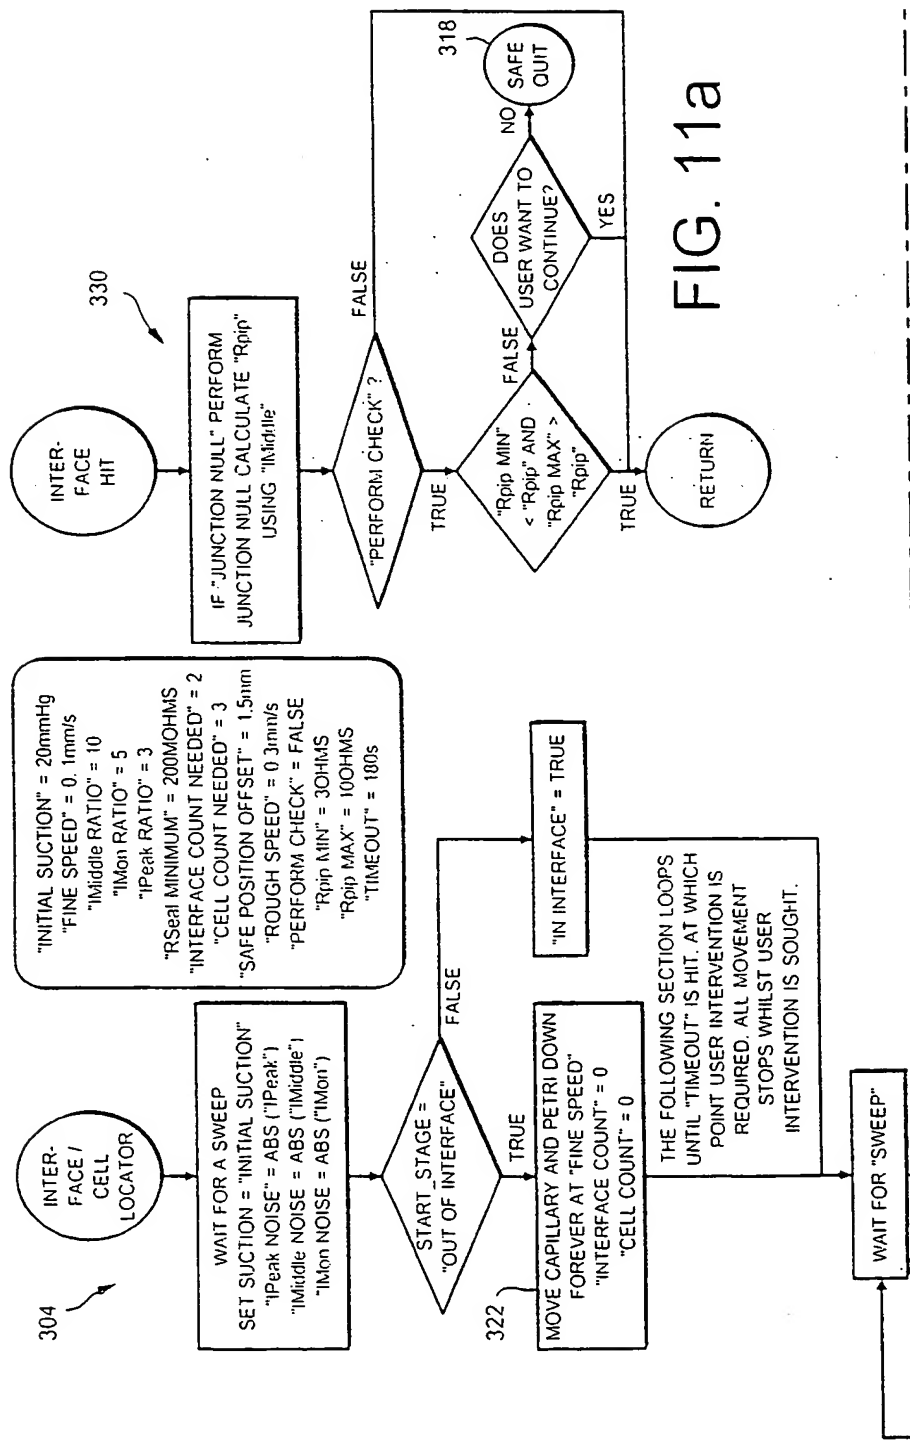 304
INTER-
FACE /
CELL
LOCATOR
WAIT FOR A SWEEP
SET SUCTION = "INITIAL SUCTION"
"IPeak NOISE" = ABS ("IPeak")
"IMiddle NOISE = ABS ("IMiddle")
"IMon NOISE = ABS ("IMon")
START_STAGE =
"OUT OF INTERFACE"
FALSE
TRUE
322
MOVE CAPILLARY AND PETRI DOWN
FOREVER AT "FINE SPEED"
"INTERFACE COUNT" = 0
"CELL COUNT" = 0
"IN INTERFACE" = TRUE
THE FOLLOWING SECTION LOOPS
UNTIL "TIMEOUT" IS HIT. AT WHICH
POINT USER INTERVENTION IS
REQUIRED. ALL MOVEMENT
STOPS WHILST USER
INTERVENTION IS SOUGHT.
WAIT FOR "SWEEP"
"INITIAL SUCTION" = 20mmHg
"FINE SPEED" = 0.1mm/s
"IMiddle RATIO" = 10
"IMon RATIO" = 5
"IPeak RATIO" = 3
"RSeal MINIMUM" = 200MOHMS
"INTERFACE COUNT NEEDED" = 2
"CELL COUNT NEEDED" = 3
"SAFE POSITION OFFSET" = 1.5mm
"ROUGH SPEED" = 0.3mm/s
"PERFORM CHECK" = FALSE
"Rpip MIN" = 3OHMS
"Rpip MAX" = 10OHMS
"TIMEOUT" = 180s
INTER-
FACE
HIT
330
IF "JUNCTION NULL" PERFORM
JUNCTION NULL CALCULATE "Rpip"
USING "IMiddle"
"PERFORM CHECK" ?
FALSE
TRUE
"Rpip MIN"
< "Rpip" AND
"Rpip MAX" >
"Rpip"
FALSE
TRUE
DOES
USER WANT TO
CONTINUE?
NO
YES
318
SAFE
QUIT
RETURN
FIG. 11a